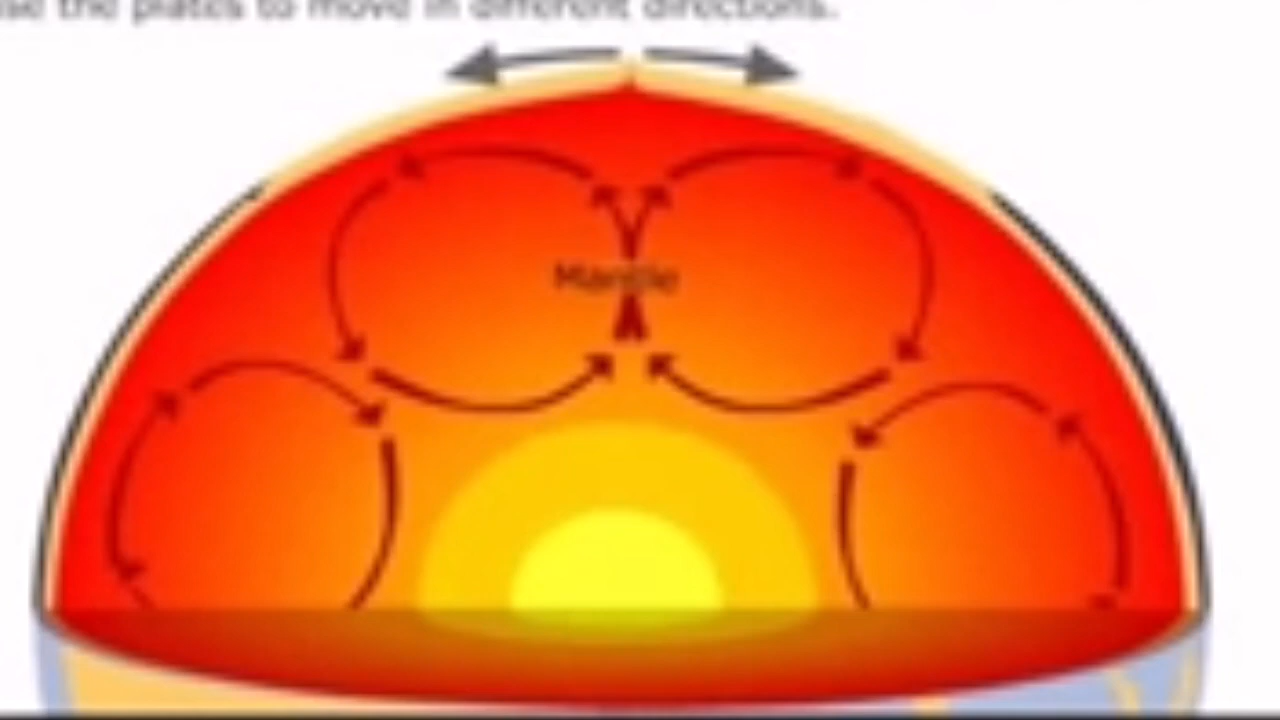 the plates to move in different directions.
Mantle